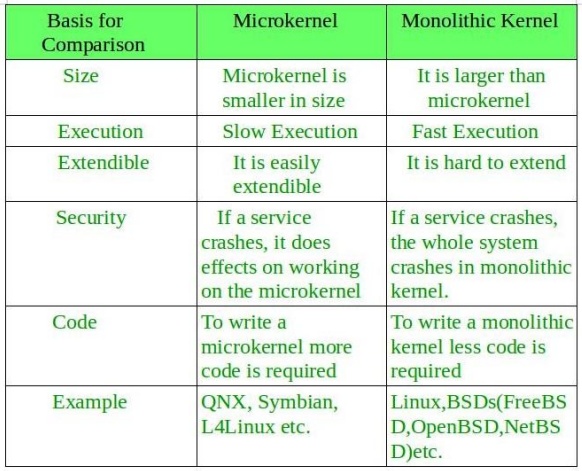 Basis for
Comparison
Microkernel
Monolithic Kernel
Size
Microkernel is
smaller in size
It is larger than
microkernel
Execution
Slow Execution
Fast Execution
Extendible
It is easily
extendible
It is hard to extend
Security
If a service
crashes, it does
effects on working
on the microkernel
If a service crashes,
the whole system
crashes in monolithic
kernel.
Code
To write a
microkernel more
code is required
To write a monolithic
kernel less code is
required
Example
QNX, Symbian,
L4Linux etc.
Linux,BSDs(FreeBS
D,OpenBSD,NetBS
D)etc.